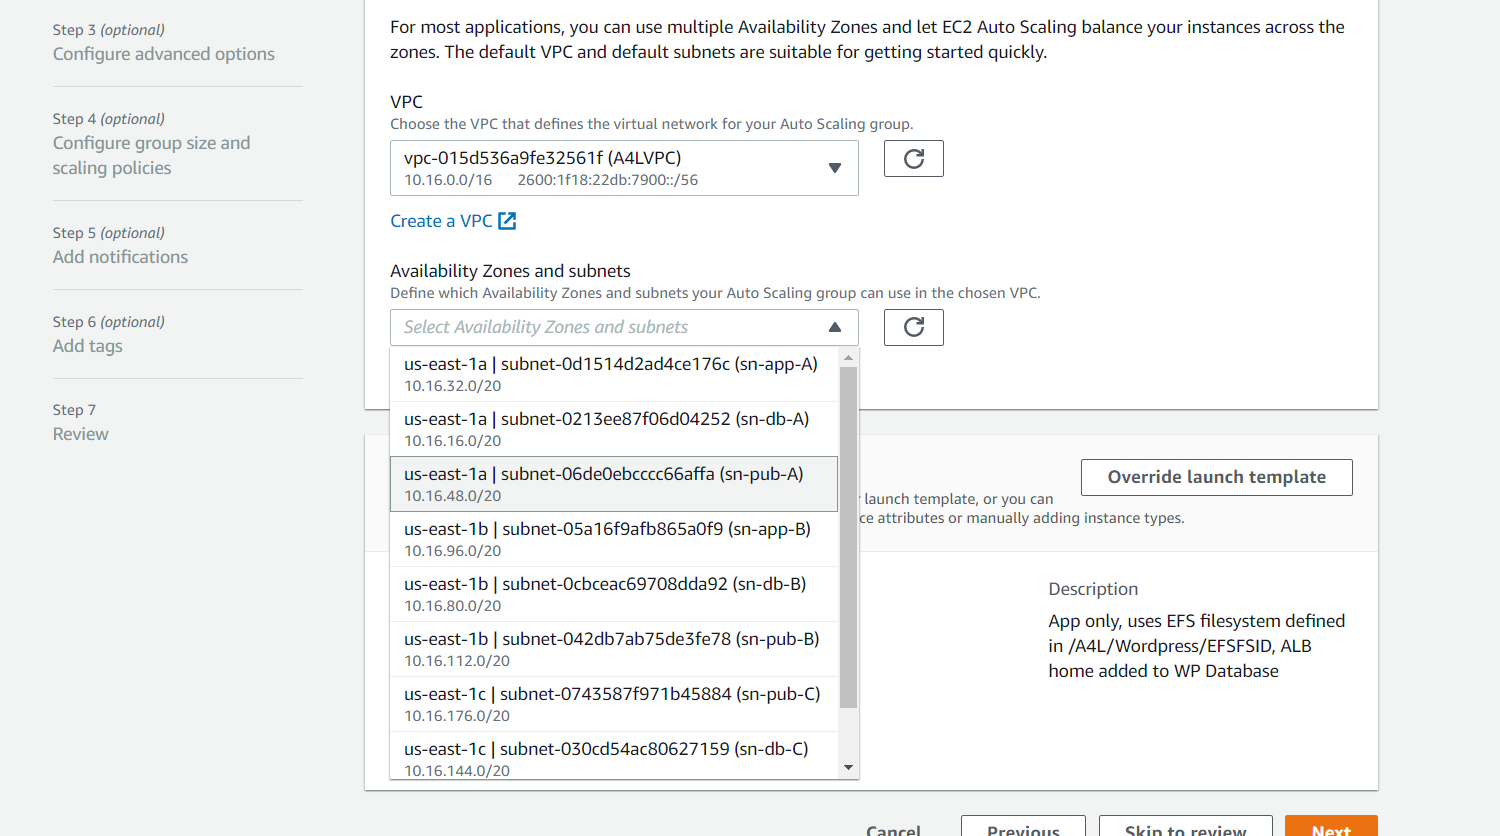 Step 3 (optional)
Configure advanced options
Step 4 (optional)
Configure group size and
scaling policies
Step 5 (optional)
Add notifications
Step 6 (optional)
Add tags
Step 7
Review
For most applications, you can use multiple Availability Zones and let EC2 Auto Scaling balance your instances across the
zones. The default VPC and default subnets are suitable for getting started quickly.
VPC
Choose the VPC that defines the virtual network for your Auto Scaling group.
vpc-015d536a9fe32561f (A4LVPC)
10.16.0.0/16 2600:1f18:22db:7900::/56
Create a VPC
Availability Zones and subnets
Define which Availability Zones and subnets your Auto Scaling group can use in the chosen VPC.
Select Availability Zones and subnets
us-east-1a | subnet-0d1514d2ad4ce176c (sn-app-A)
10.16.32.0/20
us-east-1a | subnet-0213ee87f06d04252 (sn-db-A)
10.16.16.0/20
us-east-1a | subnet-06de0ebcccc66affa (sn-pub-A)
10.16.48.0/20
us-east-1b | subnet-05a16f9afb865a0f9 (sn-app-B)
10.16.96.0/20
us-east-1b | subnet-0cbceac69708dda92 (sn-db-B)
10.16.80.0/20
us-east-1b | subnet-042db7ab75de3fe78 (sn-pub-B)
10.16.112.0/20
us-east-1c | subnet-0743587f971b45884 (sn-pub-C)
10.16.176.0/20
us-east-1c | subnet-030cd54ac80627159 (sn-db-C)
10.16.144.0/20
Override launch template
launch template, or you can
ce attributes or manually adding instance types.
Description
App only, uses EFS filesystem defined
in /A4L/Wordpress/EFSFSID, ALB
home added to WP Database
Cancel
Previous
Skip to review
Next